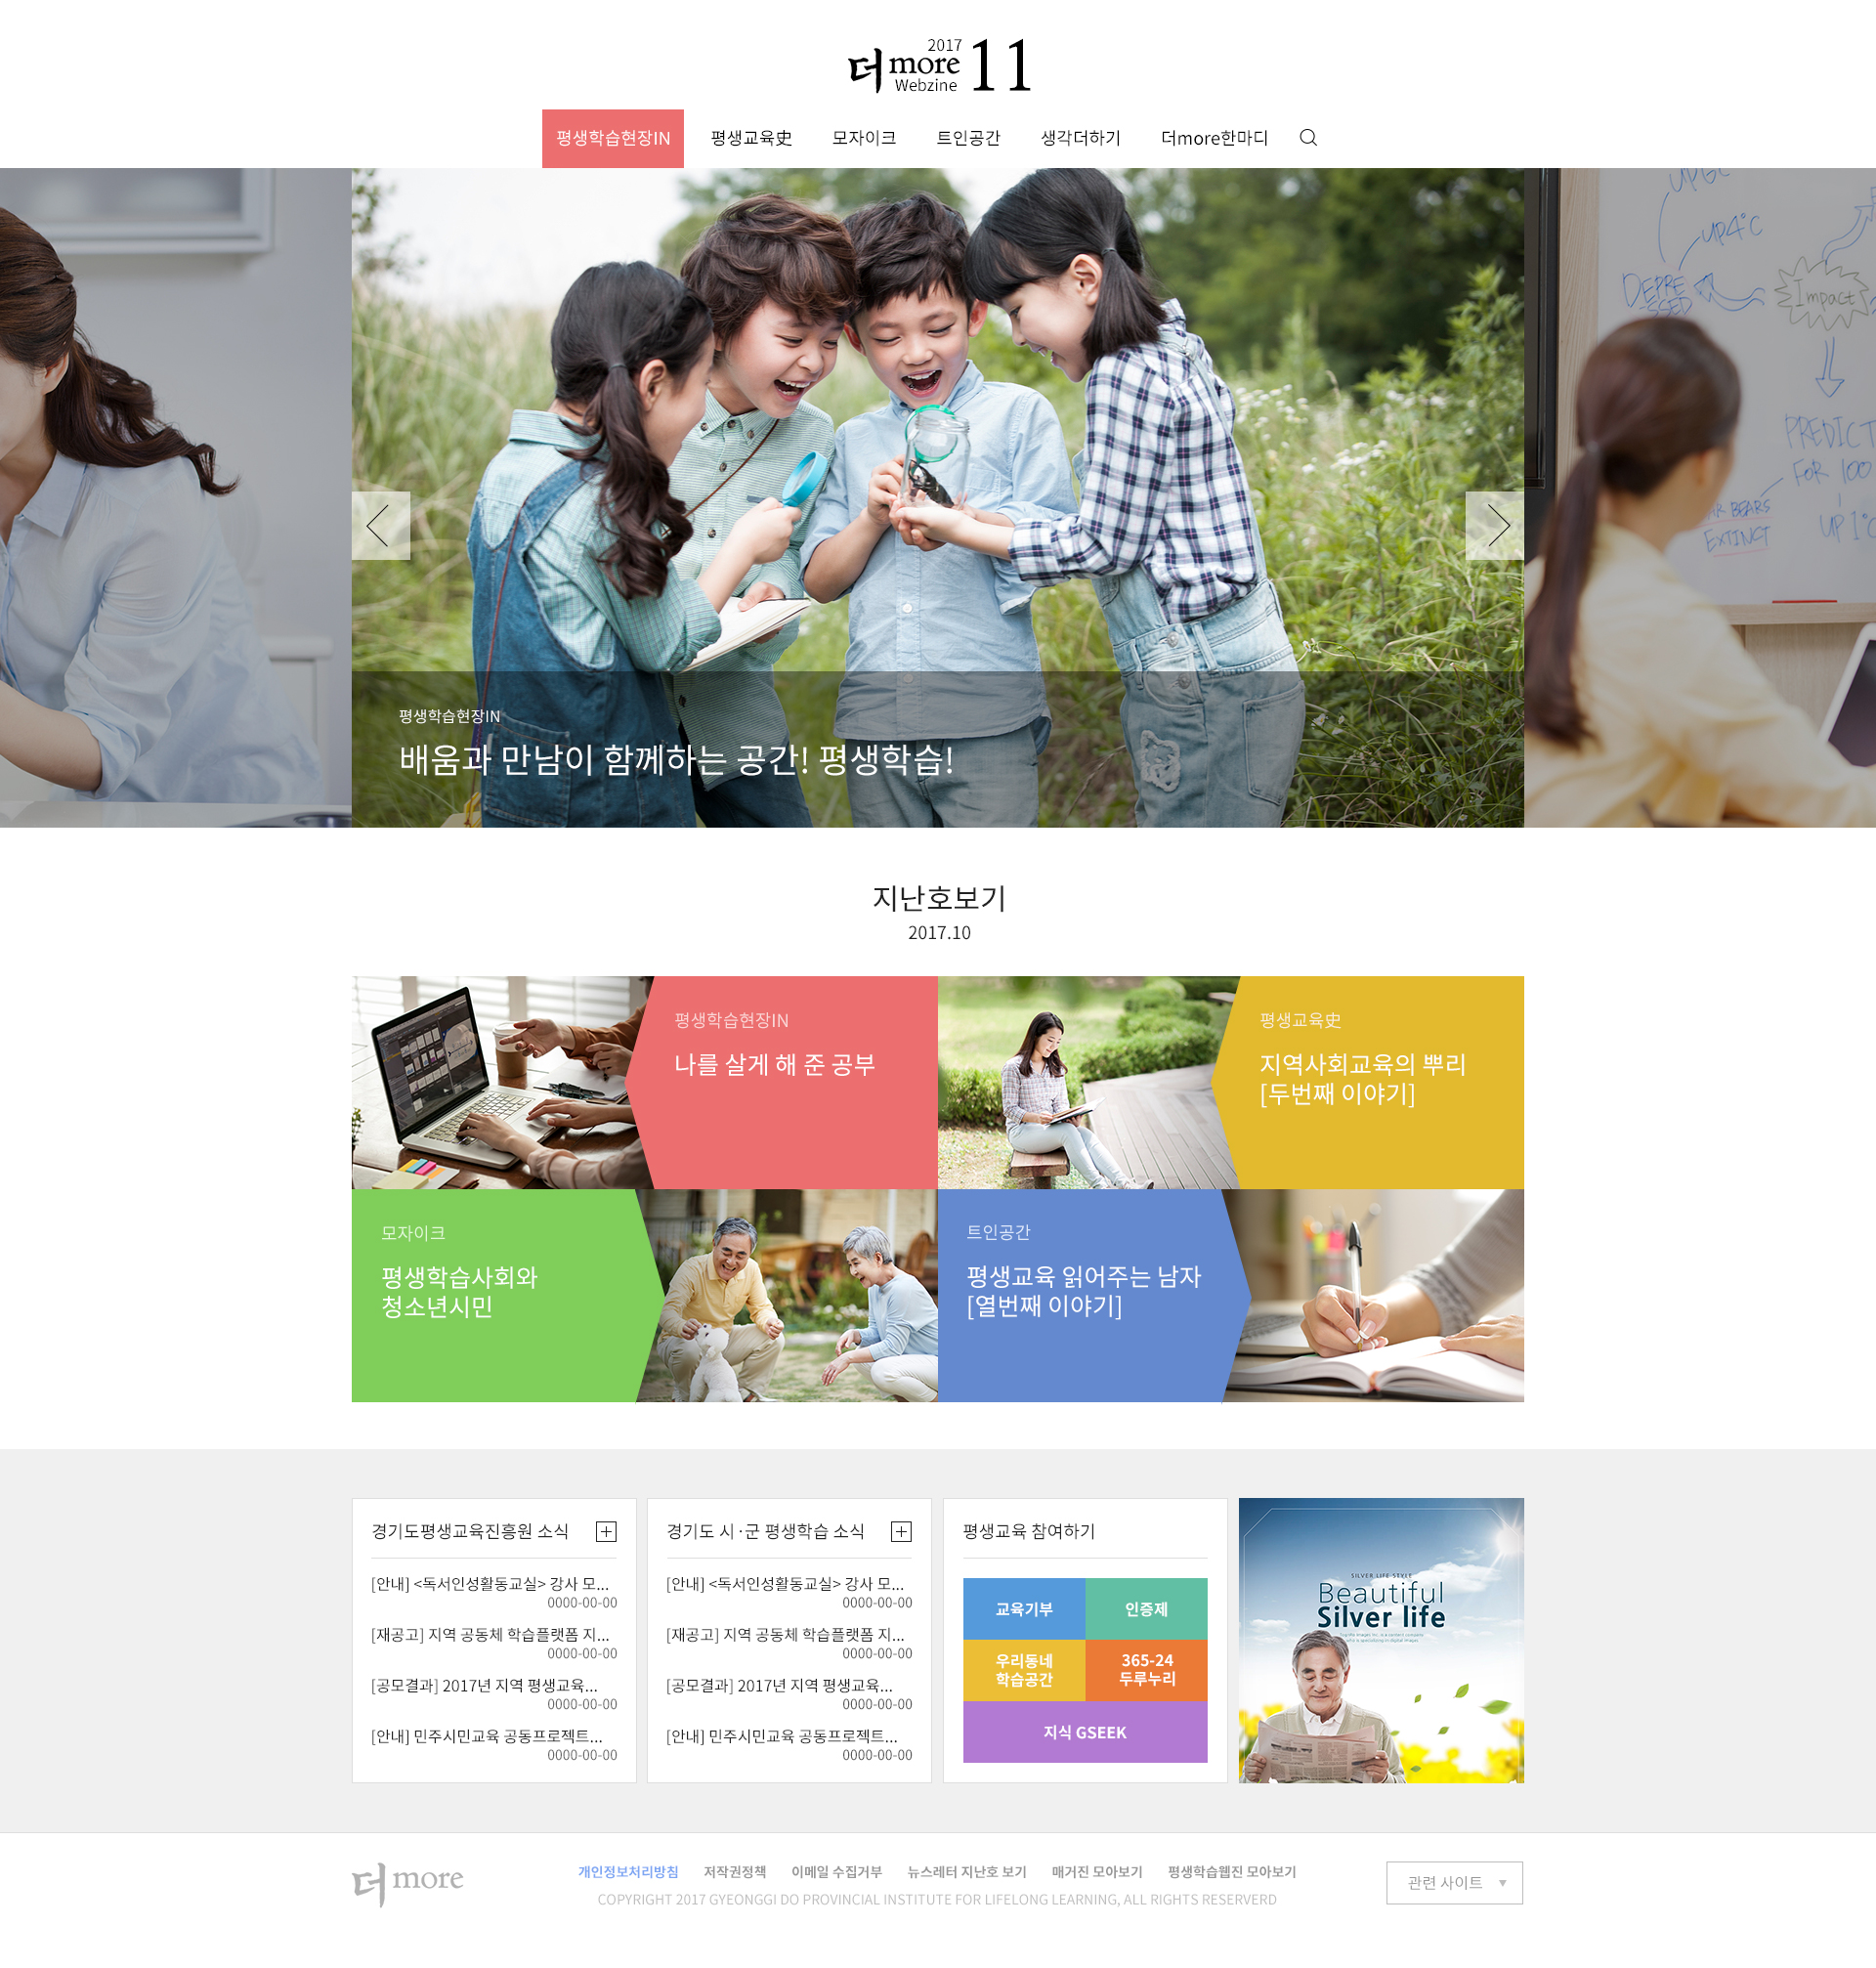 더 more
2017
Webzine
11
평생학습현장IN 평생교육史 모자이크 트인공간 생각더하기 더more한마디
UP4℃
DEPRE
SSED
Impact
PREDICT
FOR 100
BEARS
EXTINCT
UP 1℃
평생학습현장IN
배움과 만남이 함께하는 공간! 평생학습!
지난호보기
2017.10
평생학습현장IN
나를 살게 해 준 공부
평생교육史
지역사회교육의 뿌리
[두번째 이야기]
모자이크
평생학습사회와
청소년시민
트인공간
평생교육 읽어주는 남자
[열번째 이야기]
경기도평생교육진흥원 소식
[안내] <독서인성활동교실> 강사 모...
0000-00-00
[재공고] 지역 공동체 학습플랫폼 지...
0000-00-00
[공모결과] 2017년 지역 평생교육...
0000-00-00
[안내] 민주시민교육 공동프로젝트...
0000-00-00
경기도 시·군 평생학습 소식
[안내] <독서인성활동교실> 강사 모...
0000-00-00
[재공고] 지역 공동체 학습플랫폼 지...
0000-00-00
[공모결과] 2017년 지역 평생교육...
0000-00-00
[안내] 민주시민교육 공동프로젝트...
0000-00-00
평생교육 참여하기
교육기부
인증제
우리동네
학습공간
365-24
두루누리
지식 GSEEK
SILVER LIFE STYLE
Beautiful
Silver life
더 more
개인정보처리방침 저작권정책 이메일 수집거부 뉴스레터 지난호 보기 매거진 모아보기 평생학습웹진 모아보기
COPYRIGHT 2017 GYEONGGI DO PROVINCIAL INSTITUTE FOR LIFELONG LEARNING, ALL RIGHTS RESERVERD
관련 사이트